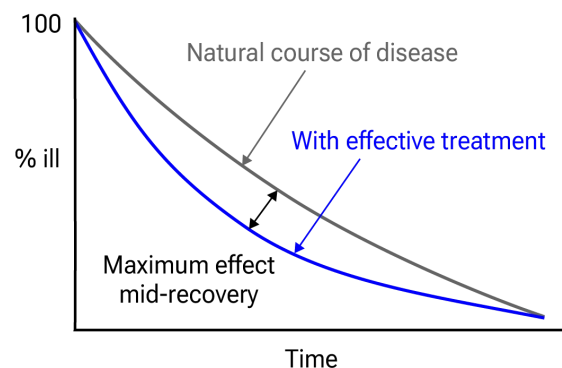 100
Natural course of disease
With effective treatment
% ill
Maximum effect
mid-recovery
Time